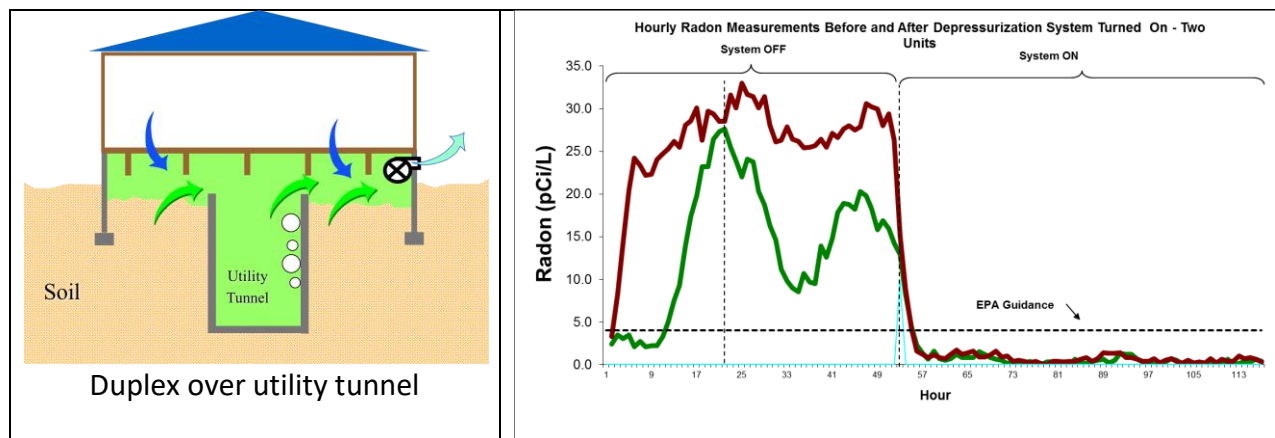 Soil
Utility
Tunnel
Duplex over utility tunnel
Hourly Radon Measurements Before and After Depressurization System Turned On - Two
Units
System OFF
System ON
Radon (pCi/L)
35.0
30.0
25.0
20.0
15.0
10.0
5.0
0.0
EPA Guidance
1 9 17 25 33 41 49 57 65 73 81 89 97 105 113
Hour